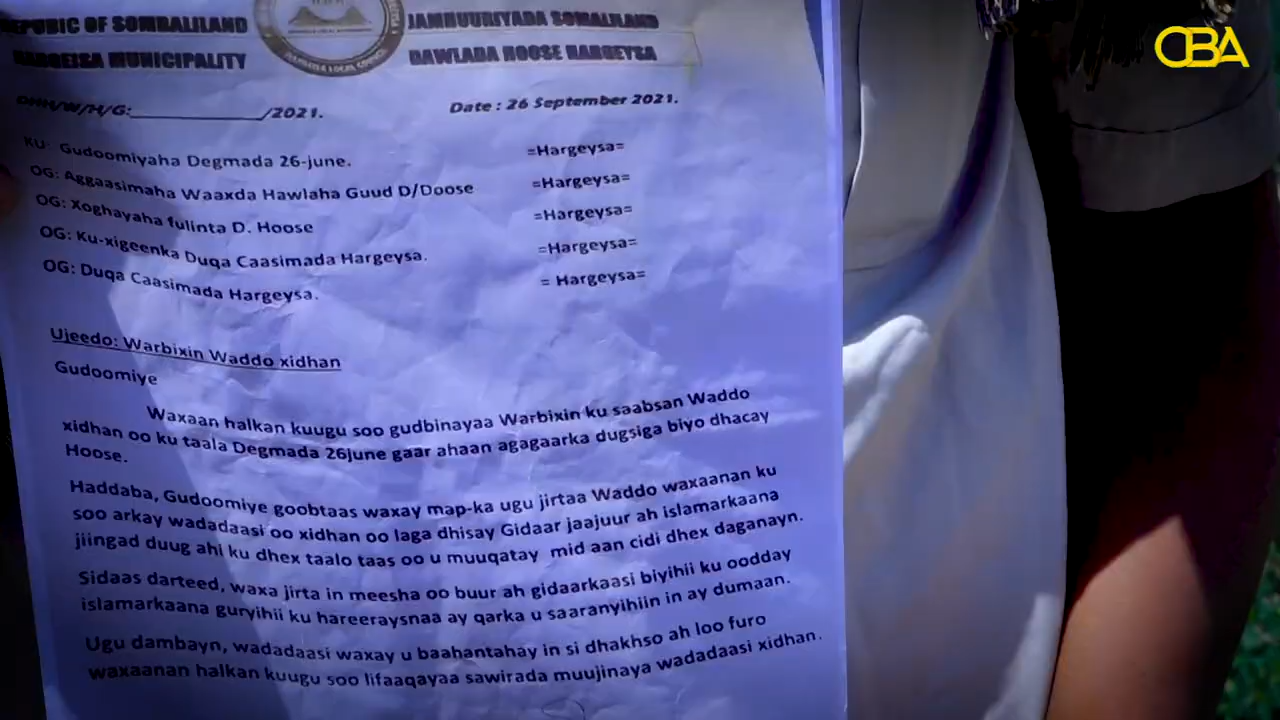 REPUBIC OF SOMBALILAND
HARGEISA MUNICIPALITY
JAMHUURIYADA SOMALILAND
DAWLADA HOOSE HARGEYSA
OBA
DHH/W/H/G:____________/2021.
Date : 26 September 2021.
KU: Gudoomiyaha Degmada 26-june. =Hargeysa=
OG: Aggaasimaha Waaxda Hawlaha Guud D/Doose =Hargeysa=
OG: Xoghayaha fulinta D. Hoose =Hargeysa=
OG: Ku-xigeenka Duqa Caasimada Hargeysa. =Hargeysa=
OG: Duqa Caasimada Hargeysa. = Hargeysa=
Ujeedo: Warbixin Waddo xidhan
Gudoomiye
Waxaan halkan kuugu soo gudbinayaa Warbixin ku saabsan Waddo
xidhan oo ku taala Degmada 26june gaar ahaan agagaarka dugsiga biyo dhacay
Hoose.
Haddaba, Gudoomiye goobtaas waxay map-ka ugu jirtaa Waddo waxaanan ku
soo arkay wadadaasi oo xidhan oo laga dhisay Gidaar jaajuur ah islamarkaana
jiingad duug ahi ku dhex taalo taas oo u muuqatay mid aan cidi dhex daganayn.
Sidaas darteed, waxa jirta in meesha oo buur ah gidaarkaasi biyihii ku oodday
islamarkaana guryihii ku hareeraysnaa ay qarka u saaranyihiin in ay dumaan.
Ugu dambayn, wadadaasi waxay u baahantahay in si dhakhso ah loo furo
waxaanan halkan kuugu soo lifaaqayaa sawirada muujinaya wadadaasi xidhan.